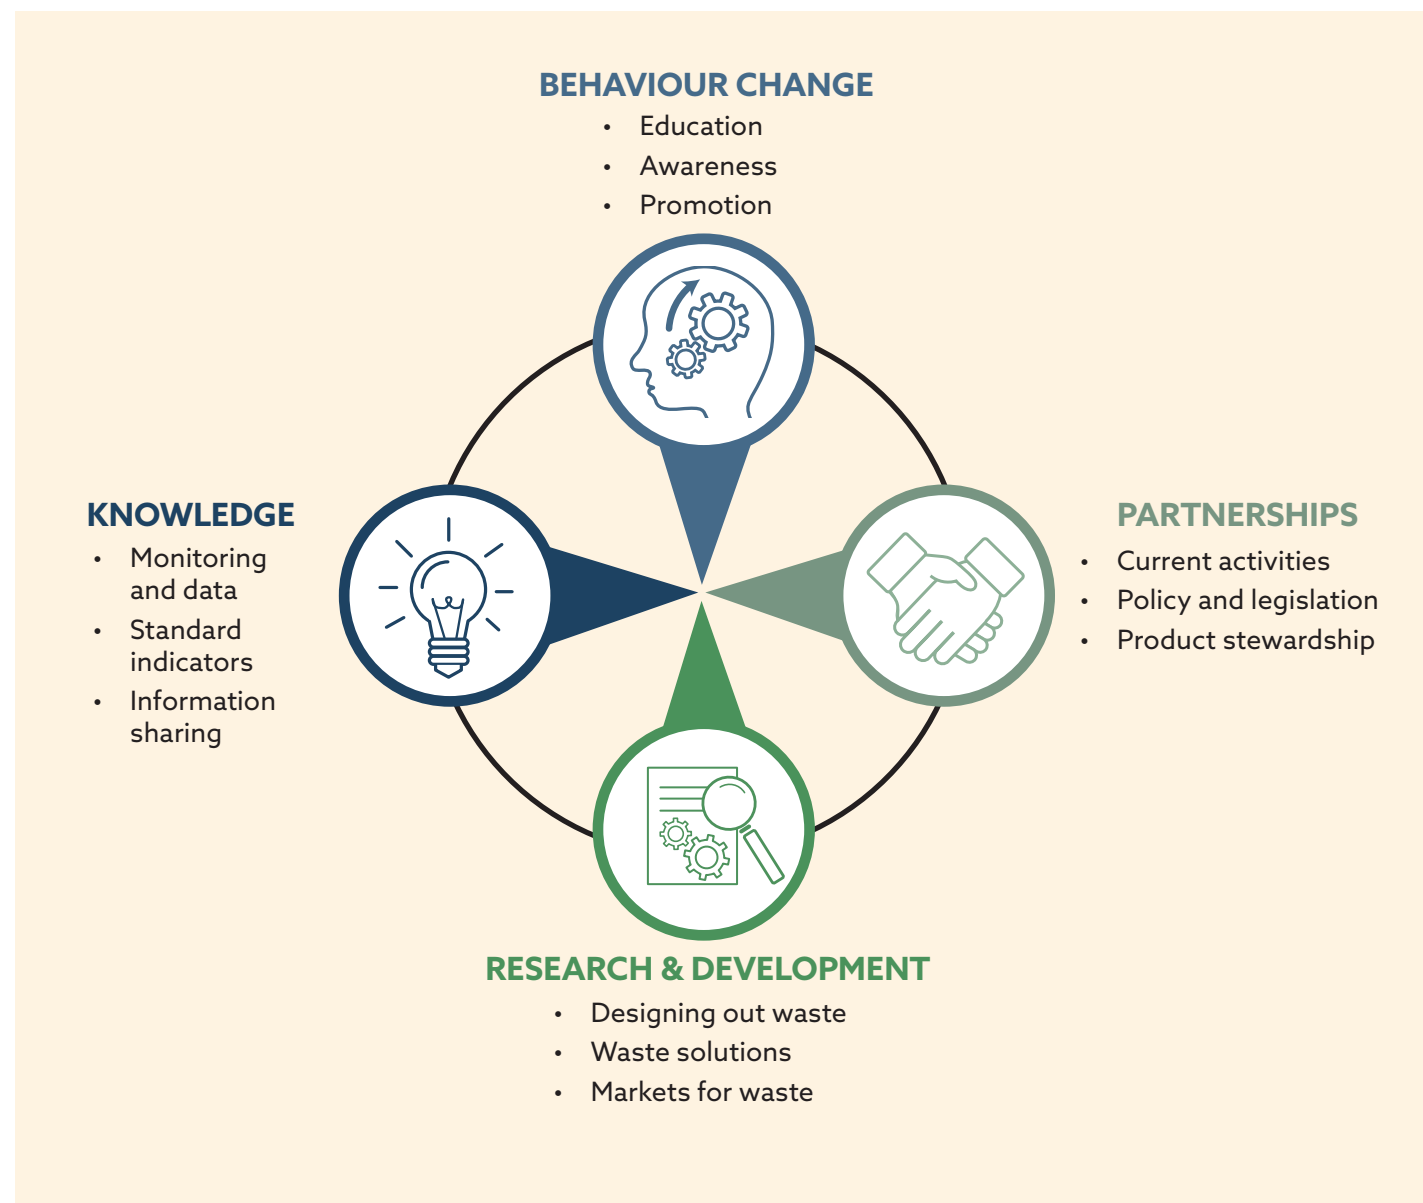 BEHAVIOUR CHANGE
• Education
• Awareness
• Promotion
KNOWLEDGE
• Monitoring
and data
• Standard
indicators
• Information
sharing
PARTNERSHIPS
• Current activities
• Policy and legislation
• Product stewardship
RESEARCH & DEVELOPMENT
• Designing out waste
• Waste solutions
• Markets for waste